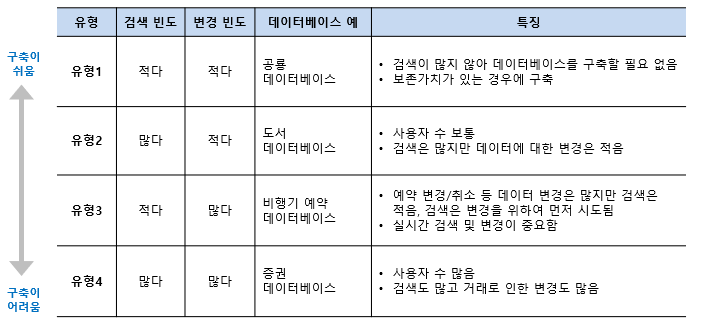 유형 검색 빈도 변경 빈도 데이터베이스 예 특징
구축이
쉬움
유형1 적다 적다 공룡
데이터베이스
• 검색이 많지 않아 데이터베이스를 구축할 필요 없음
• 보존가치가 있는 경우에 구축
유형2 많다 적다 도서
데이터베이스
• 사용자 수 보통
• 검색은 많지만 데이터에 대한 변경은 적음
유형3 적다 많다 비행기 예약
데이터베이스
• 예약 변경/취소 등 데이터 변경은 많지만 검색은
적음, 검색은 변경을 위하여 먼저 시도됨
• 실시간 검색 및 변경이 중요함
유형4 많다 많다 증권
데이터베이스
• 사용자 수 많음
• 검색도 많고 거래로 인한 변경도 많음
구축이
어려움